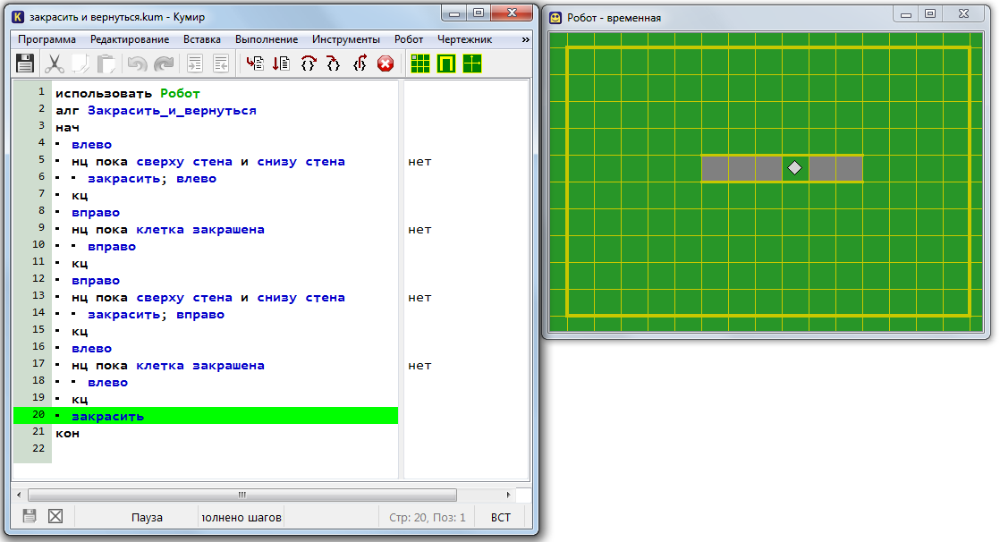 закрасить и вернуться.kum - Кумир
Программа Редактирование Вставка Выполнение Инструменты Робот Чертежник »
1 использовать Робот
2 алг Закрасить_и_вернуться
3 нач
4 влево
5 нц пока сверху стена и снизу стена нет
6 закрасить; влево
7 кц
8 вправо
9 нц пока клетка закрашена нет
10 вправо
11 кц
12 вправо
13 нц пока сверху стена и снизу стена нет
14 закрасить; вправо
15 кц
16 влево
17 нц пока клетка закрашена нет
18 влево
19 кц
20 закрасить
21 кон
22
Пауза олнено шагов Стр: 20, Поз: 1 ВСТ
Робот - временная